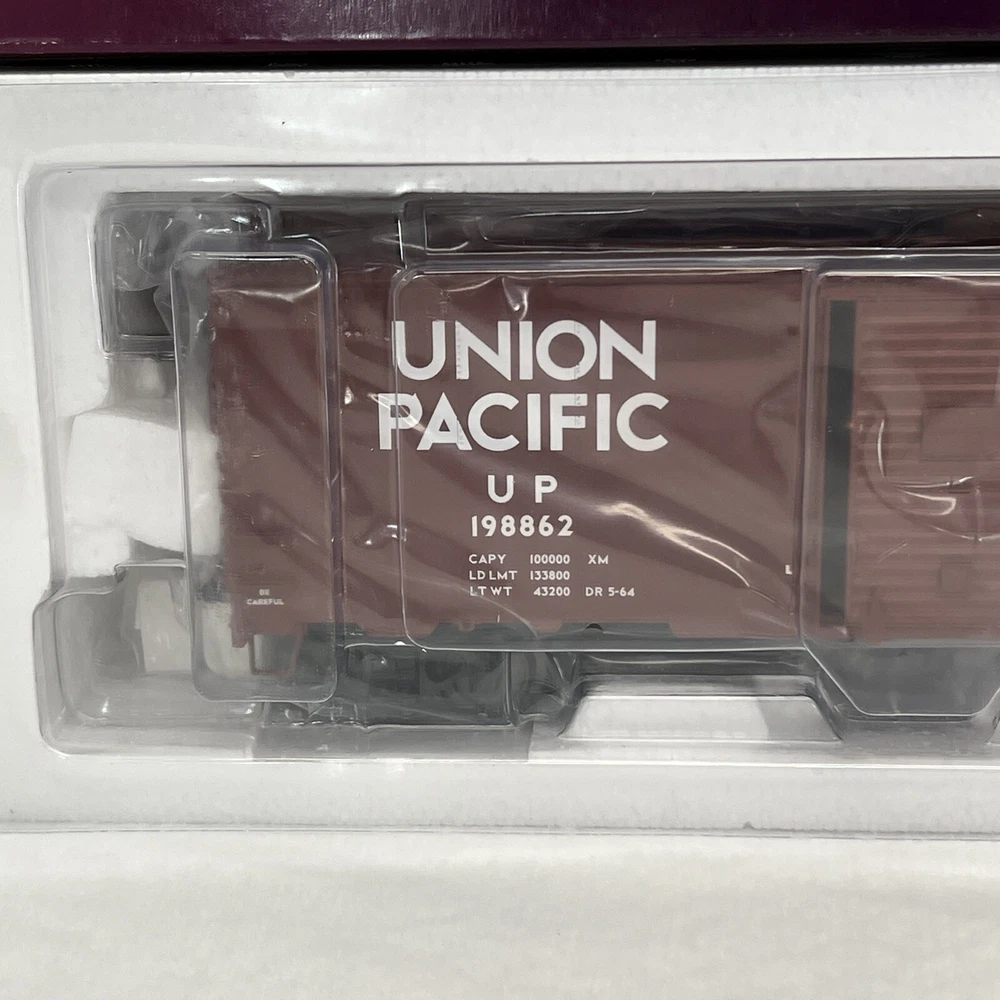 UNION
PACIFIC
U P
198862
CAPY 100000 XM
LD LMT 133800
LT WT 43200 DR 5-64
BE
CAREFUL
L